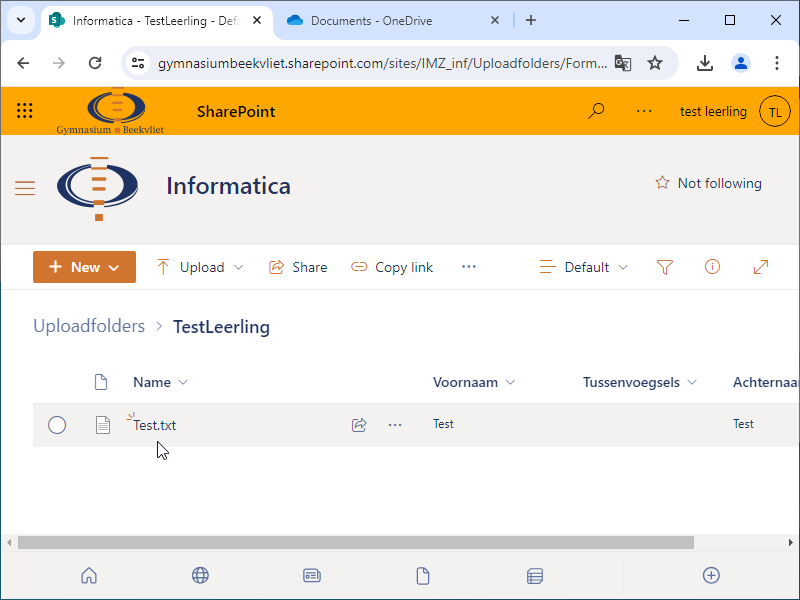 Informatica - TestLeerling - Def
Documents - OneDrive
gymnasiumbeekvliet.sharepoint.com/sites/IMZ_inf/Uploadfolders/Form...
Gymnasium Beekvliet
SharePoint
... test leerling TL
Informatica
Not following
+ New Upload Share Copy link ... Default
Uploadfolders > TestLeerling
Name Voornaam Tussenvoegsels Achternaa
Test.txt ... Test Test